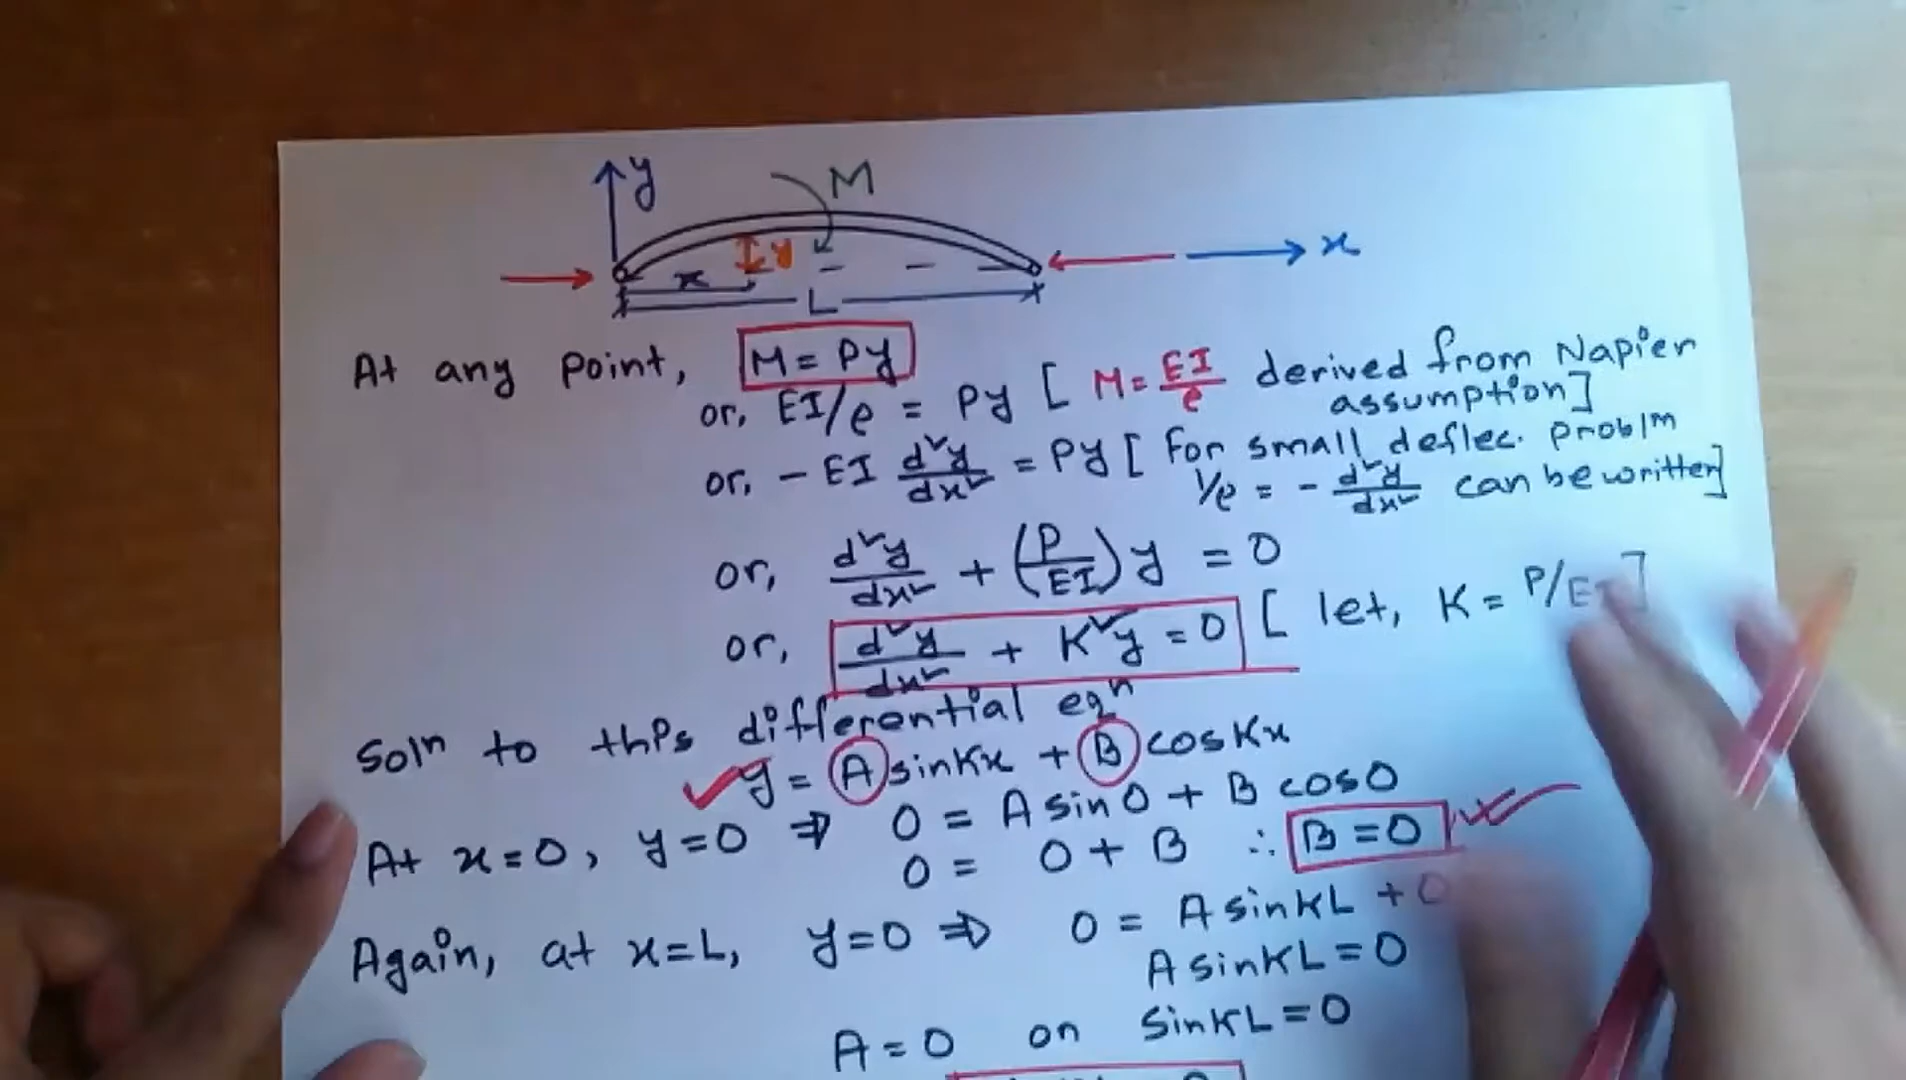 y
M
x
y
x
L
At any point, M = Py
or, EI/ρ = Py [ M = EI/ρ derived from Napier assumption]
or, - EI d²y/dx² = Py [ For small deflec. problm 1/ρ = - d²y/dx² can be written]
or, d²y/dx² + (P/EI) y = 0
or, d²y/dx² + K²y = 0 [ let, K = P/EI ]
Solⁿ to this differential eqⁿ
y = A sinKx + B cosKx
At x=0, y=0 ⇒ 0 = A sin0 + B cos0
0 = 0 + B ∴ B = 0
Again, at x=L, y=0 ⇒ 0 = A sinKL + 0
A sinKL = 0
A = 0 or sinKL = 0